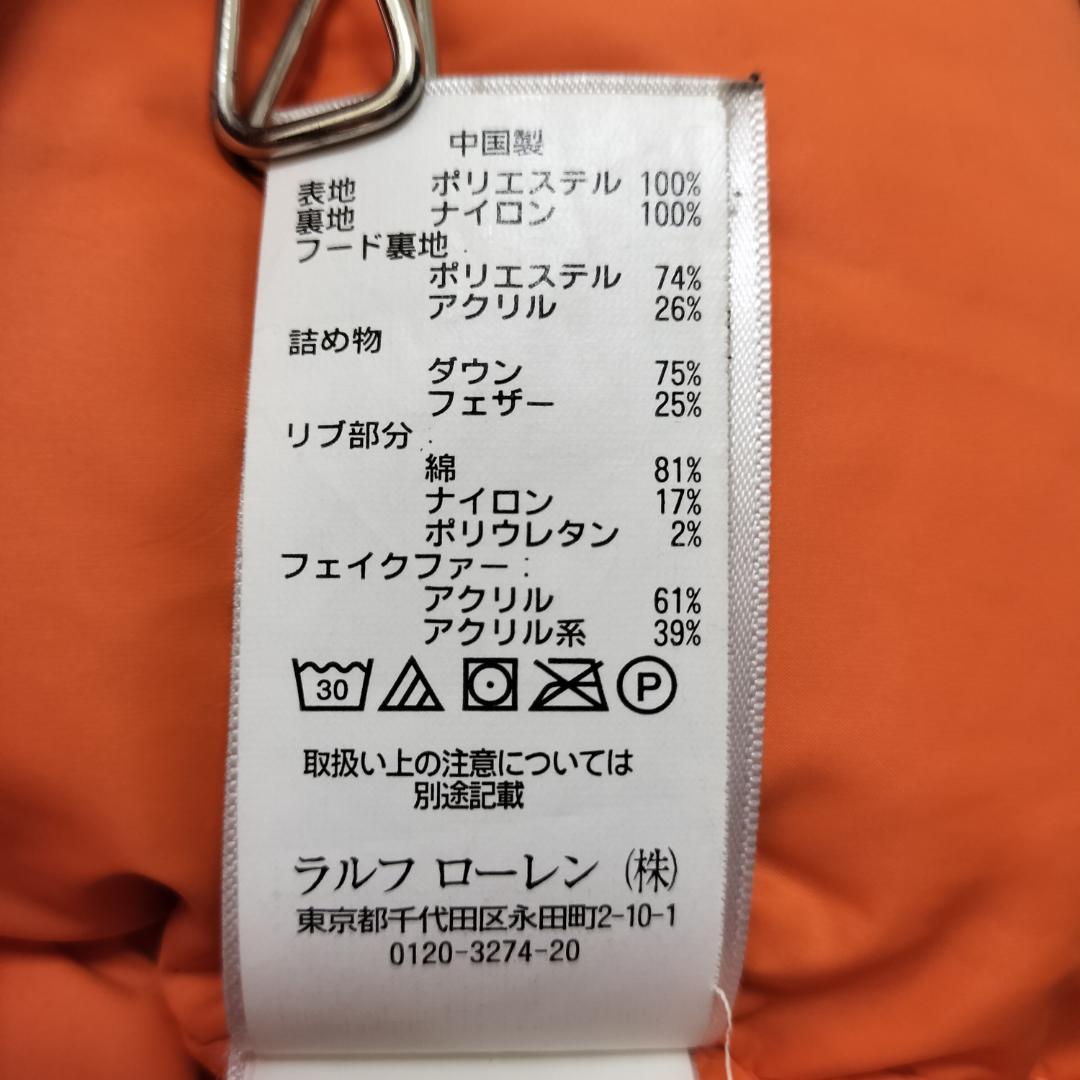 中国製
表地 ポリエステル 100%
裏地 ナイロン 100%
フード裏地
ポリエステル 74%
アクリル 26%
詰め物
ダウン 75%
フェザー 25%
リブ部分:
綿 81%
ナイロン 17%
ポリウレタン 2%
フェイクファー:
アクリル 61%
アクリル系 39%
30 P
取扱い上の注意については
別途記載
ラルフ ローレン (株)
東京都千代田区永田町2-10-1
0120-3274-20